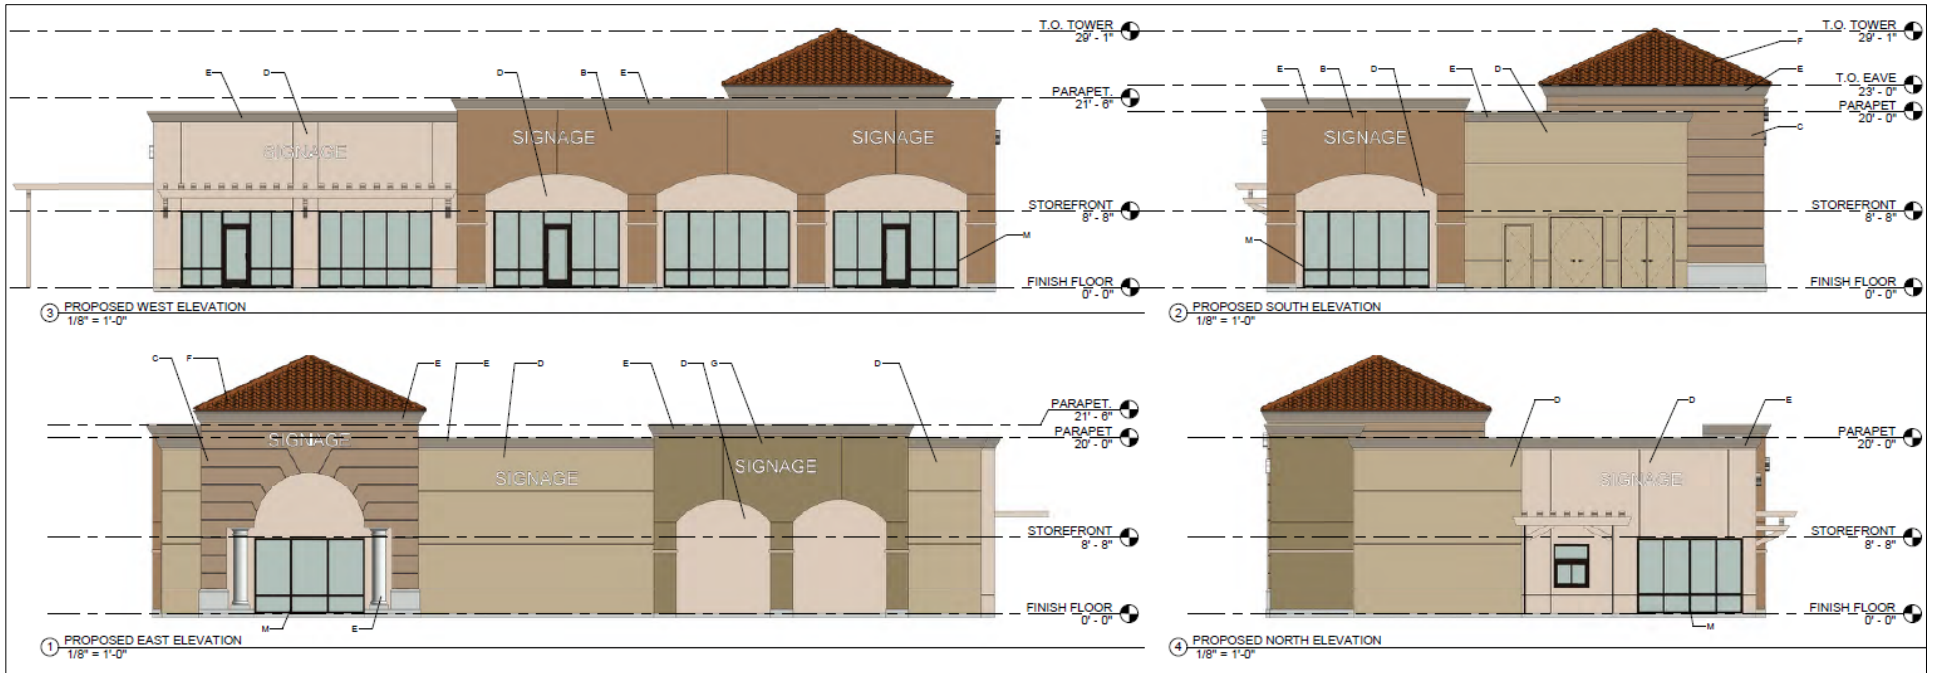 T.O. TOWER
29' - 1"
E D D B E
PARAPET.
21' - 6"
SIGNAGE SIGNAGE SIGNAGE
STOREFRONT
8' - 8"
M
FINISH FLOOR
0' - 0"
3 PROPOSED WEST ELEVATION
1/8" = 1'-0"
T.O. TOWER
29' - 1"
F
E B D E D E
T.O. EAVE
23' - 0"
PARAPET
20' - 0"
SIGNAGE
C
STOREFRONT
8' - 8"
M
FINISH FLOOR
0' - 0"
2 PROPOSED SOUTH ELEVATION
1/8" = 1'-0"
C F E E D E D G D
PARAPET.
21' - 6"
PARAPET
20' - 0"
SIGNAGE SIGNAGE SIGNAGE
STOREFRONT
8' - 8"
FINISH FLOOR
0' - 0"
M E
1 PROPOSED EAST ELEVATION
1/8" = 1'-0"
D D E
PARAPET
20' - 0"
SIGNAGE
STOREFRONT
8' - 8"
FINISH FLOOR
0' - 0"
M
4 PROPOSED NORTH ELEVATION
1/8" = 1'-0"